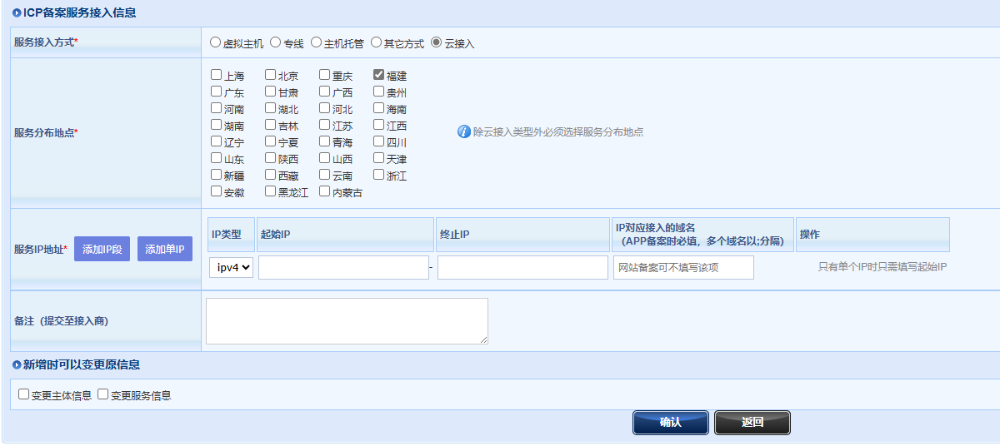 ICP备案服务接入信息
服务接入方式* 虚拟主机 专线 主机托管 其它方式 云接入
上海 北京 重庆 福建
广东 甘肃 广西 贵州
河南 湖北 河北 海南
湖南 吉林 江苏 江西
服务分布地点* 除云接入类型外必须选择服务分布地点
辽宁 宁夏 青海 四川
山东 陕西 山西 天津
新疆 西藏 云南 浙江
安徽 黑龙江 内蒙古
服务IP地址* 添加IP段 添加单IP
IP类型 起始IP 终止IP IP对应接入的域名
(APP备案时必填，多个域名以;分隔) 操作
ipv4 - 网站备案可不填写该项 只有单个IP时只需填写起始IP
备注（提交至接入商）
新增时可以变更原信息
变更主体信息 变更服务信息
确认 返回